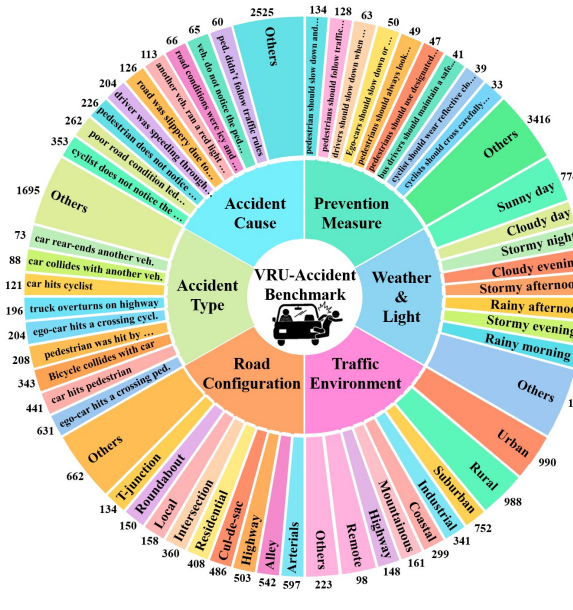 VRU-Accident
Benchmark
Accident
Cause
Prevention
Measure
Weather
&
Light
Traffic
Environment
Road
Configuration
Accident
Type
2525
Others
134
pedestrian should slow down and…
128
pedestrians should follow traffic…
63
drivers should slow down when …
50
Ego-cars should slow down or …
49
pedestrians should always look…
47
pedestrians should use designated…
41
bus drivers should maintain a safe…
39
cyclist should wear reflective clo…
33
cyclists should cross carefully…
3416
Others
Sunny day
Cloudy day
Stormy night
Cloudy evenin
Stormy afternoo
Rainy afternoo
Stormy evening
Rainy morning
Others
Urban
990
Rural
988
Suburban
752
Industrial
341
Coastal
299
Mountainous
161
Highway
148
Remote
98
Others
223
Arterials
597
Alley
542
Highway
503
Cul-de-sac
486
Residential
408
Intersection
360
Local
158
Roundabout
150
T-junction
134
Others
662
ego-car hits a crossing ped.
631
car hits pedestrian
441
Bicycle collides with car
343
pedestrian was hit by …
208
ego-car hits a crossing cycl.
204
truck overturns on highway
196
car hits cyclist
121
car collides with another veh.
88
car rear-ends another veh.
73
Others
1695
cyclist does not notice the …
353
poor road condition led…
262
pedestrian does not notice …
226
driver was speeding through…
204
road was slippery due to…
126
another veh. ran a red light …
113
road conditions were icy and …
66
veh. do not notice the ped…
65
ped. didn't follow traffic rules
60